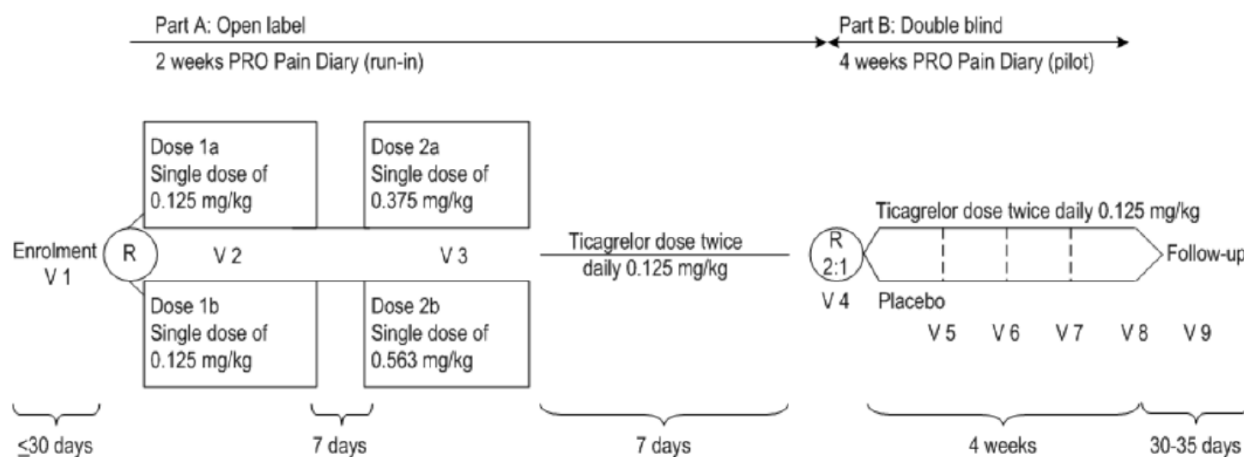 Part A: Open label
2 weeks PRO Pain Diary (run-in)
Part B: Double blind
4 weeks PRO Pain Diary (pilot)
Enrolment
V 1
R
Dose 1a
Single dose of
0.125 mg/kg
V 2
Dose 1b
Single dose of
0.125 mg/kg
Dose 2a
Single dose of
0.375 mg/kg
V 3
Dose 2b
Single dose of
0.563 mg/kg
Ticagrelor dose twice
daily 0.125 mg/kg
R
2:1
V 4
Ticagrelor dose twice daily 0.125 mg/kg
Placebo
Follow-up
V 5
V 6
V 7
V 8
V 9
≤30 days
7 days
7 days
4 weeks
30-35 days